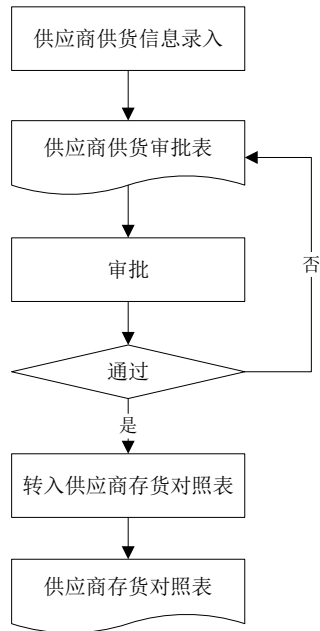 供应商供货信息录入
供应商供货审批表
审批
否
通过
是
转入供应商存货对照表
供应商存货对照表